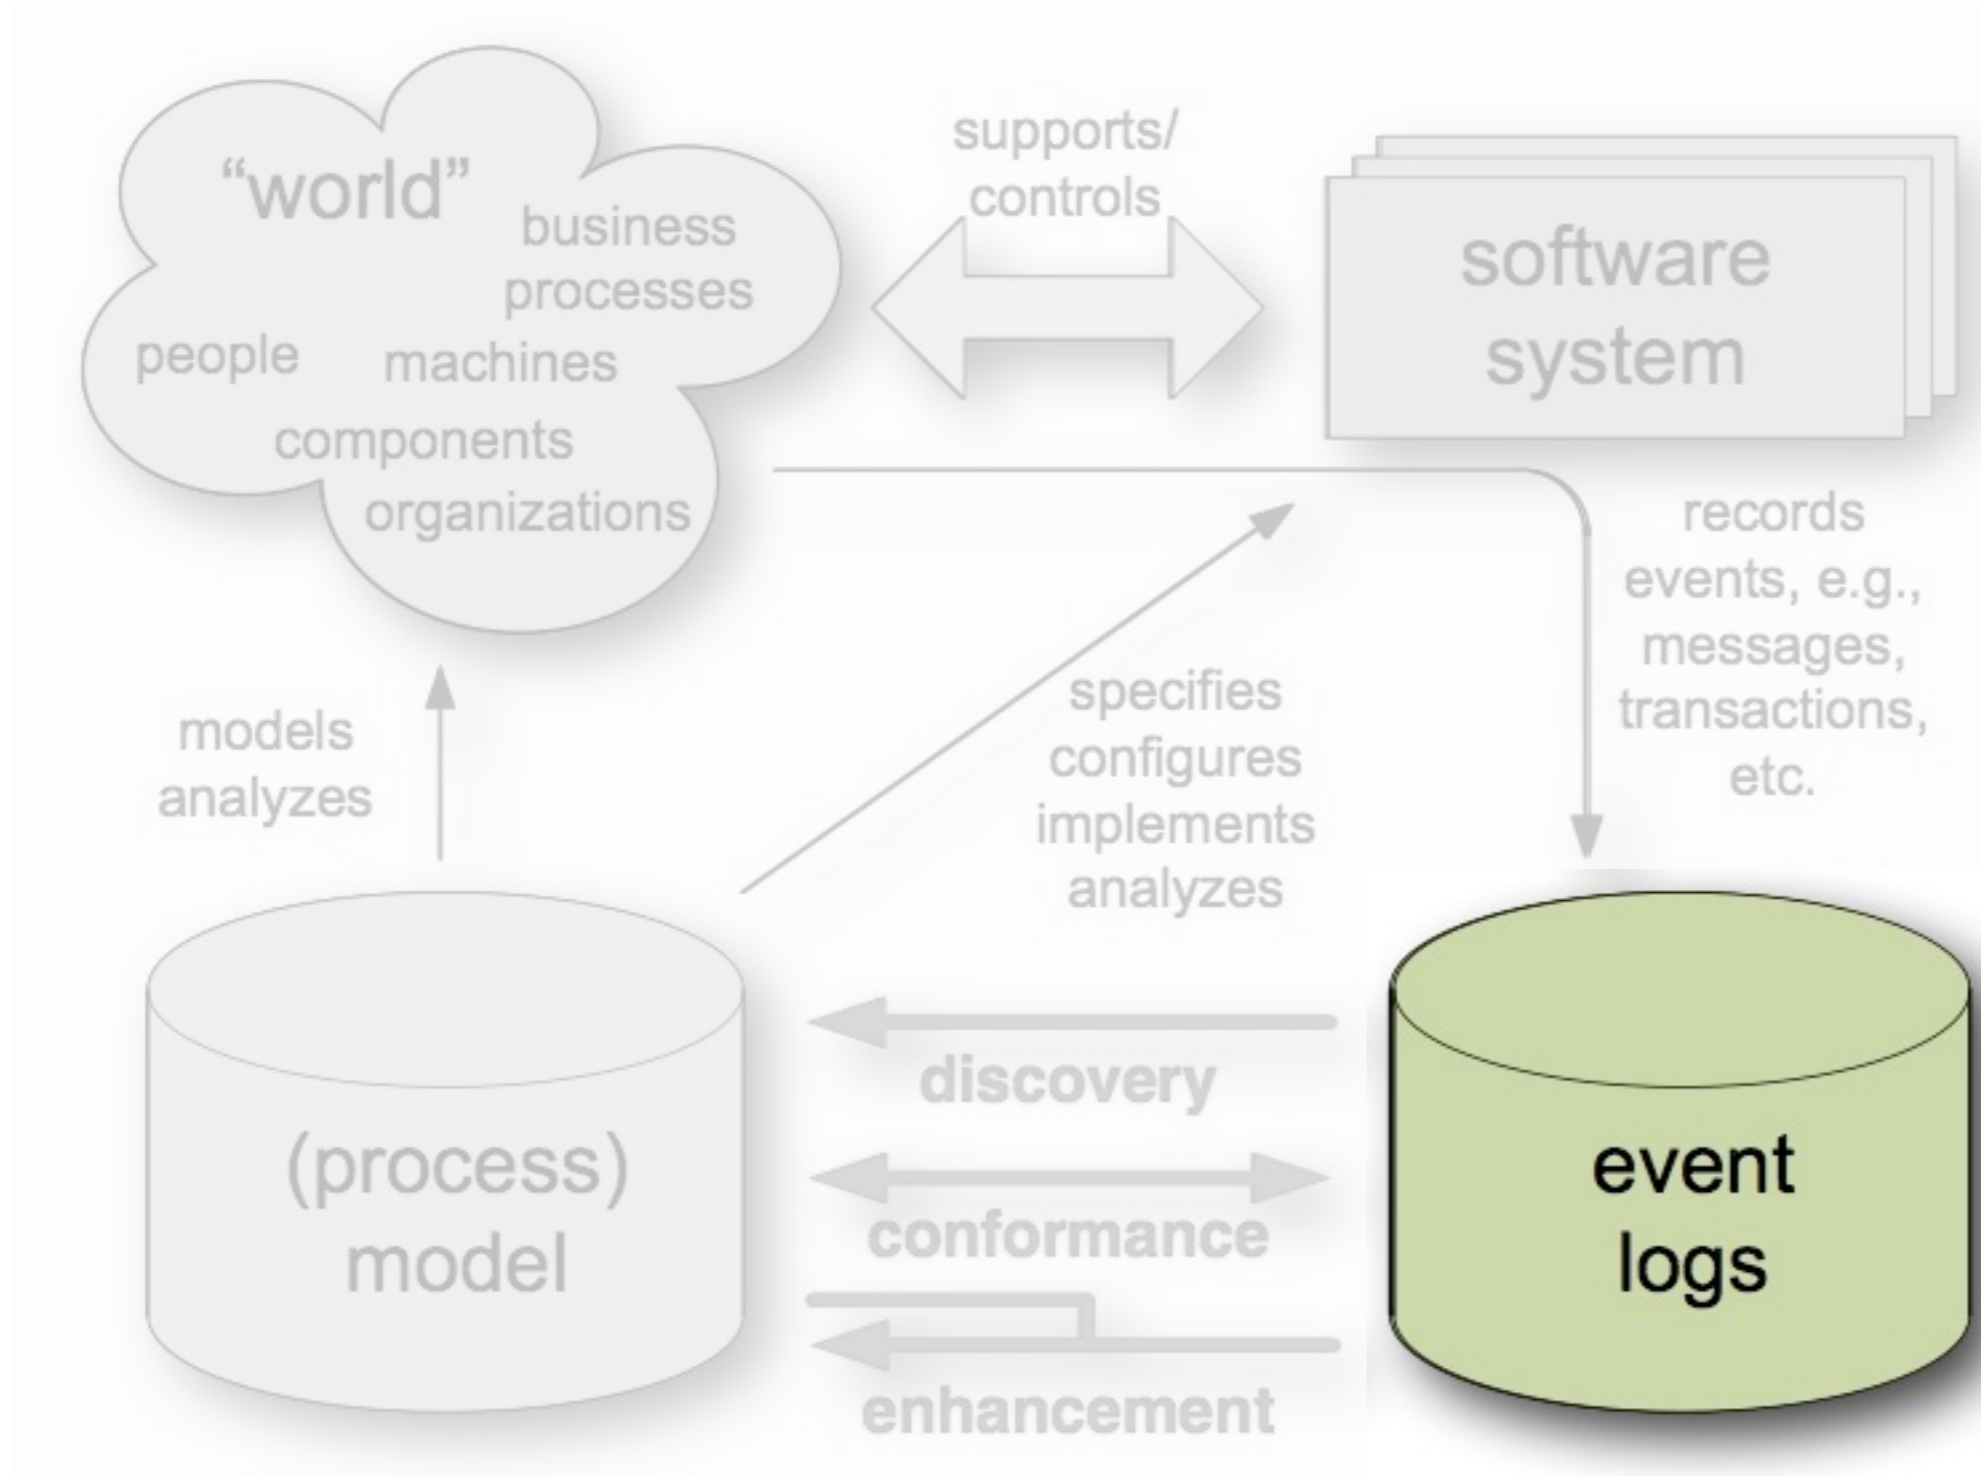 “world”
business
processes
people
machines
components
organizations
supports/
controls
software
system
records
events, e.g.,
messages,
transactions,
etc.
models
analyzes
specifies
configures
implements
analyzes
(process)
model
discovery
conformance
enhancement
event
logs